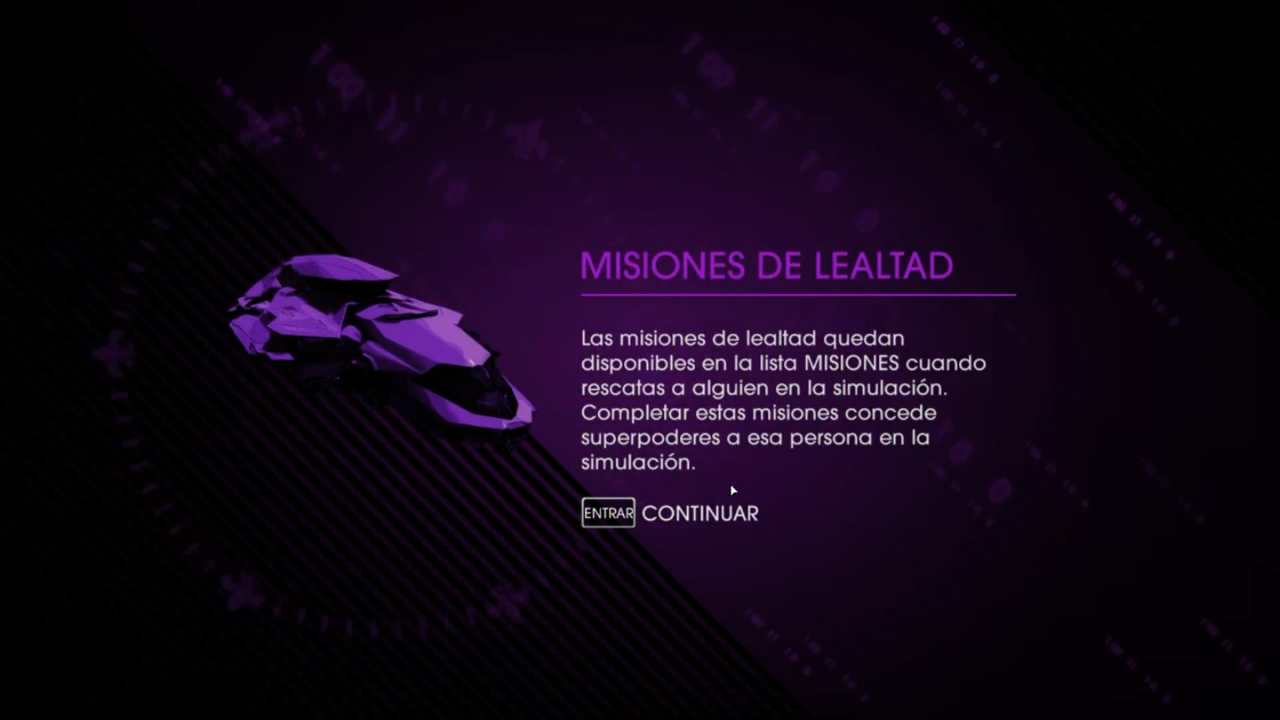 MISIONES DE LEALTAD
Las misiones de lealtad quedan
disponibles en la lista MISIONES cuando
rescatas a alguien en la simulación.
Completar estas misiones concede
superpoderes a esa persona en la
simulación.
ENTRAR CONTINUAR